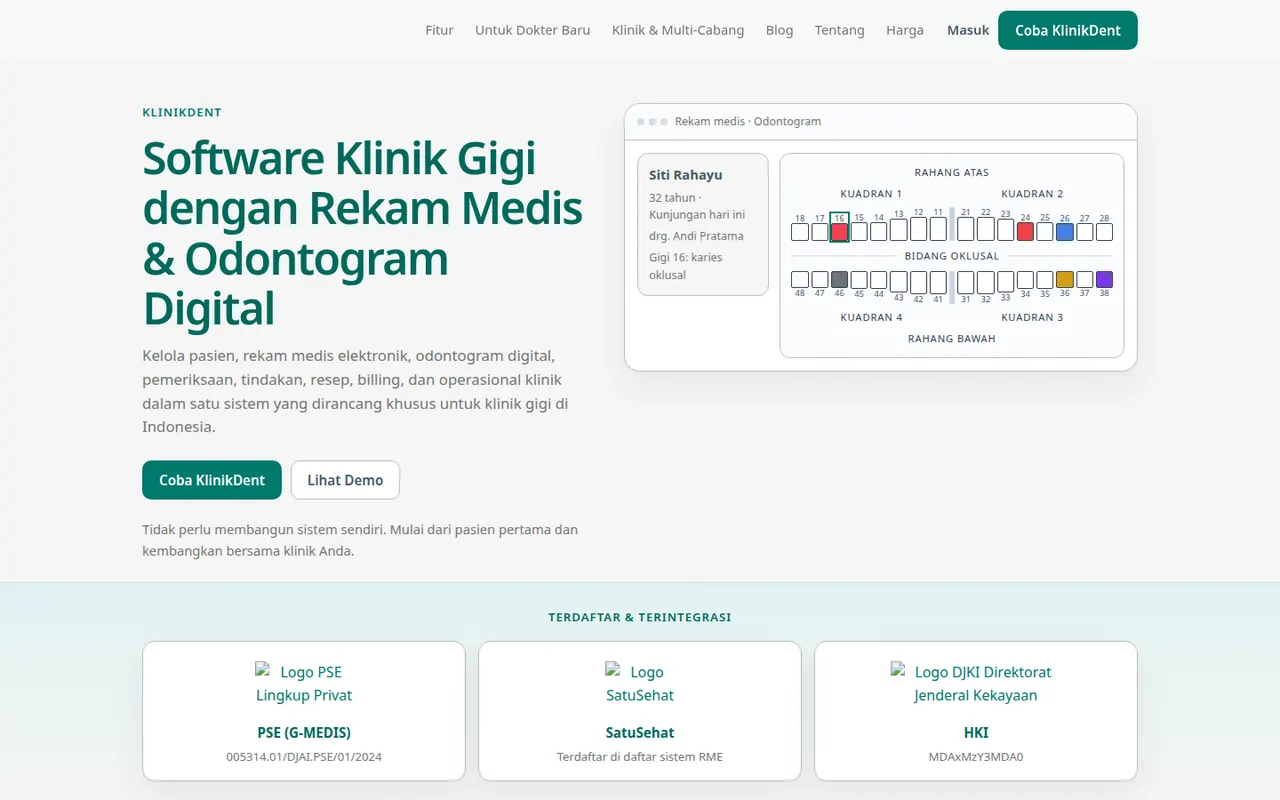 Fitur Untuk Dokter Baru Klinik & Multi-Cabang Blog Tentang Harga Masuk Coba KlinikDent
KLINIKDENT
Software Klinik Gigi
dengan Rekam Medis
& Odontogram
Digital
Kelola pasien, rekam medis elektronik, odontogram digital,
pemeriksaan, tindakan, resep, billing, dan operasional klinik
dalam satu sistem yang dirancang khusus untuk klinik gigi di
Indonesia.
Coba KlinikDent Lihat Demo
Tidak perlu membangun sistem sendiri. Mulai dari pasien pertama dan
kembangkan bersama klinik Anda.
Rekam medis · Odontogram
Siti Rahayu
32 tahun ·
Kunjungan hari ini
drg. Andi Pratama
Gigi 16: karies
oklusal
RAHANG ATAS
KUADRAN 1 KUADRAN 2
18 17 16 15 14 13 12 11 21 22 23 24 25 26 27 28
BIDANG OKLUSAL
48 47 46 45 44 43 42 41 31 32 33 34 35 36 37 38
KUADRAN 4 KUADRAN 3
RAHANG BAWAH
TERDAFTAR & TERINTEGRASI
Logo PSE
Lingkup Privat
PSE (G-MEDIS)
005314.01/DJAI.PSE/01/2024
Logo
SatuSehat
SatuSehat
Terdaftar di daftar sistem RME
Logo DJKI Direktorat
Jenderal Kekayaan
HKI
MDAxMzY3MDA0